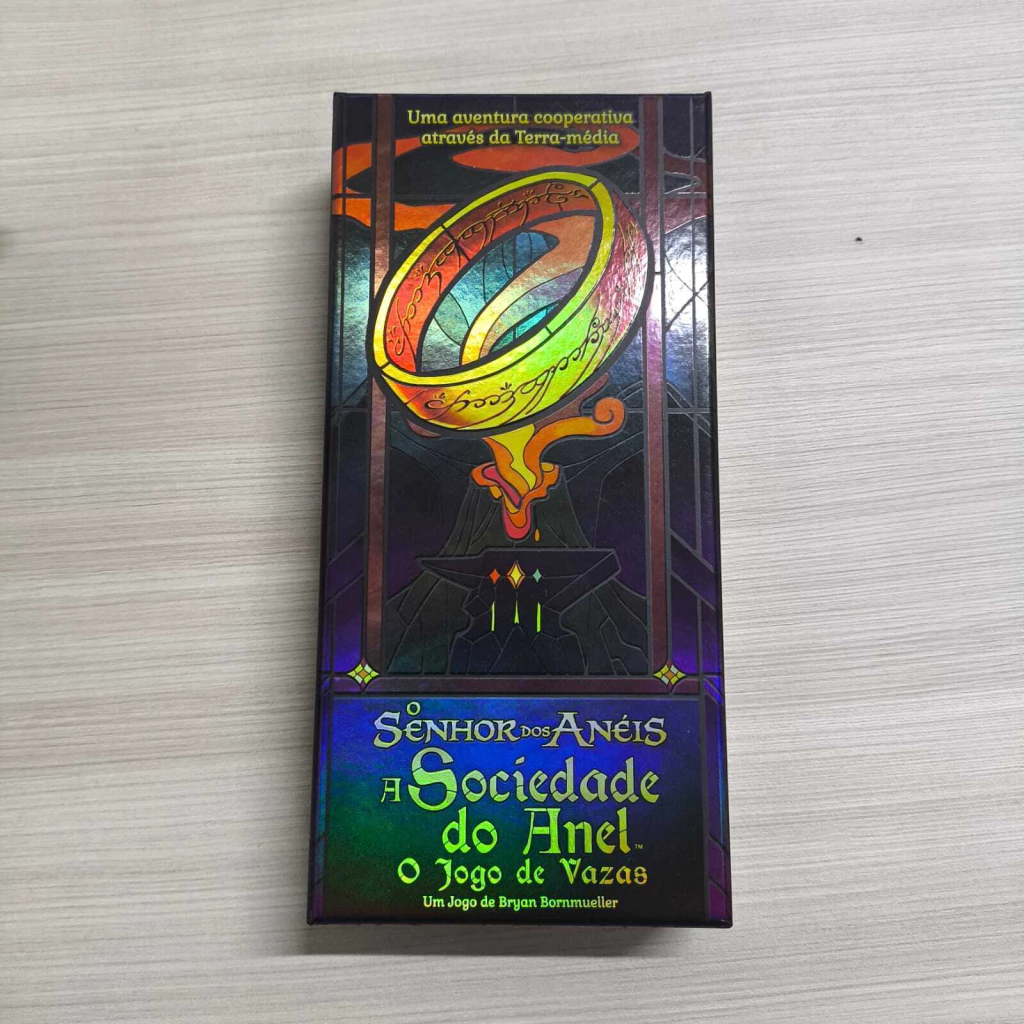 Uma aventura cooperativa
através da Terra-média
O
SENHOR DOS ANÉIS
A Sociedade
do Anel™
O Jogo de Vazas
Um Jogo de Bryan Bornmueller